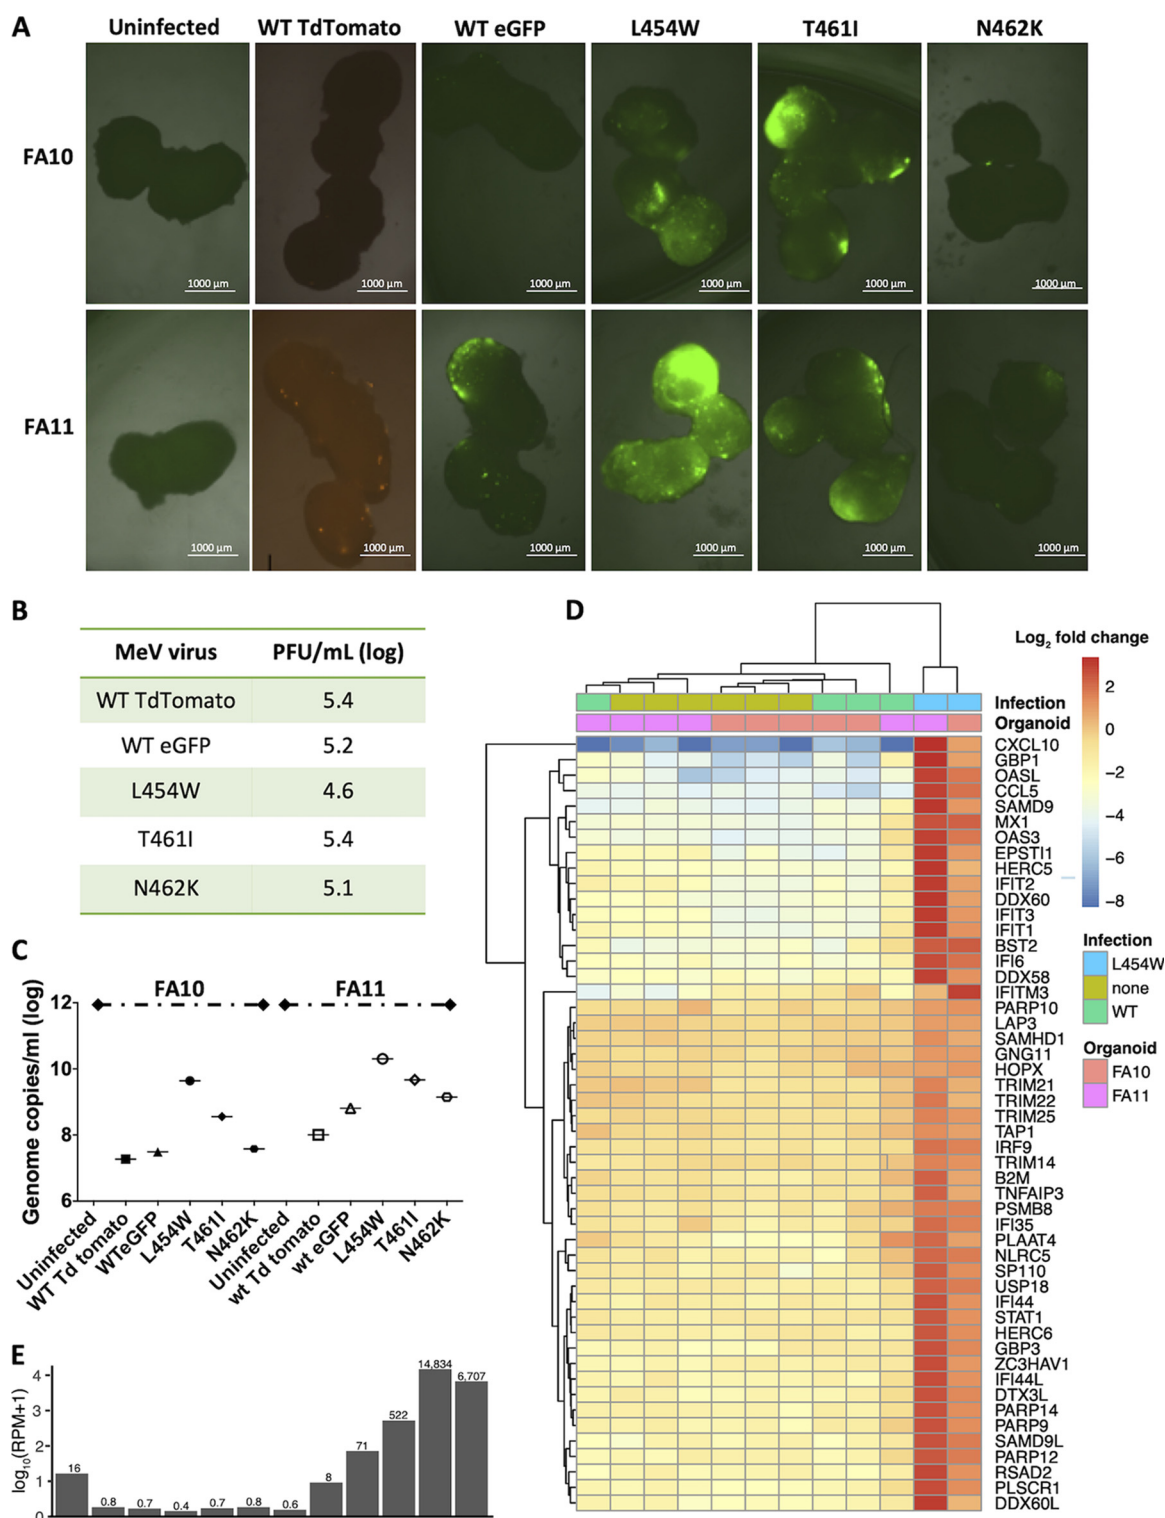 A
Uninfected WT TdTomato WT eGFP L454W T461I N462K
FA10
1000 µm 1000 µm 1000 µm 1000 µm 1000 µm 1000 µm
FA11
1000 µm 1000 µm 1000 µm 1000 µm 1000 µm 1000 µm
B
MeV virus PFU/mL (log)
WT TdTomato 5.4
WT eGFP 5.2
L454W 4.6
T461I 5.4
N462K 5.1
C
FA10 FA11
Genome copies/ml (log)
12
10
8
6
Uninfected
WT Td tomato
WTeGFP
L454W
T461I
N462K
Uninfected
wt Td tomato
wt eGFP
L454W
T461I
N462K
D
Log2 fold change
2
0
−2
−4
−6
−8
Infection
L454W
none
WT
Organoid
FA10
FA11
Infection
Organoid
CXCL10
GBP1
OASL
CCL5
SAMD9
MX1
OAS3
EPSTI1
HERC5
IFIT2
DDX60
IFIT3
IFIT1
BST2
IFI6
DDX58
IFITM3
PARP10
LAP3
SAMHD1
GNG11
HOPX
TRIM21
TRIM22
TRIM25
TAP1
IRF9
TRIM14
B2M
TNFAIP3
PSMB8
IFI35
PLAAT4
NLRC5
SP110
USP18
IFI44
STAT1
HERC6
GBP3
ZC3HAV1
IFI44L
DTX3L
PARP14
PARP9
SAMD9L
PARP12
RSAD2
PLSCR1
DDX60L
E
log10(RPM+1)
4
3
2
1
0
16 0.8 0.7 0.4 0.7 0.8 0.6 8 71 522 14,834 6,707